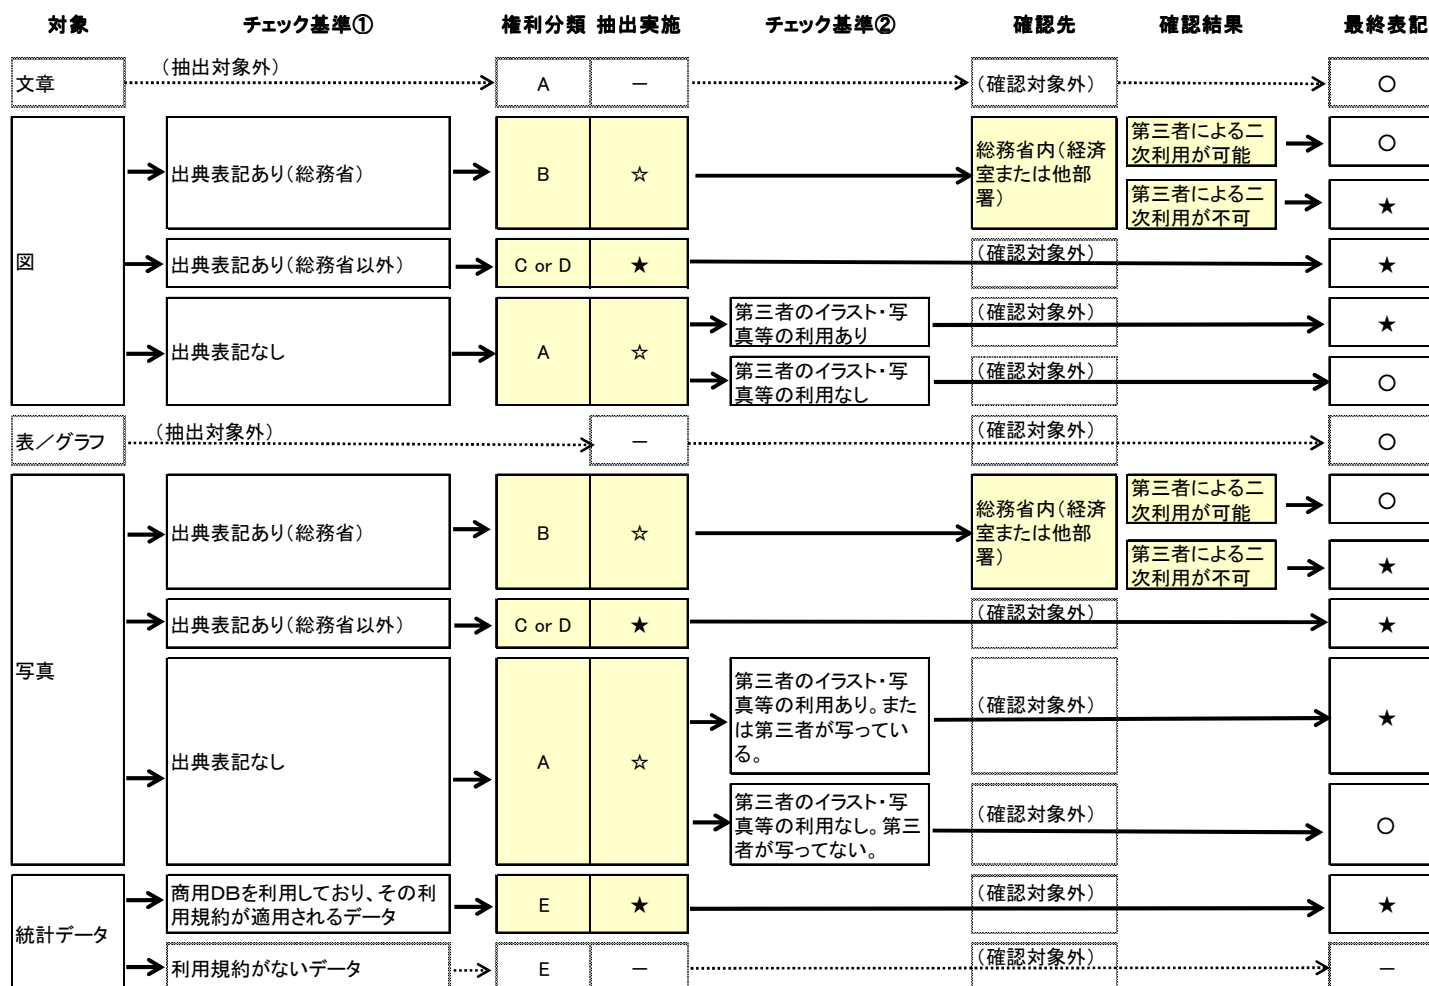 対象 チェック基準① 権利分類 抽出実施 チェック基準② 確認先 確認結果 最終表記
文章 （抽出対象外） A － （確認対象外） ○
図
出典表記あり（総務省） B ☆
総務省内（経済
室または他部
署）
第三者による二
次利用が可能
○
第三者による二
次利用が不可
★
出典表記あり（総務省以外） C or D ★ （確認対象外） ★
出典表記なし A ☆
第三者のイラスト・写
真等の利用あり
（確認対象外） ★
第三者のイラスト・写
真等の利用なし
（確認対象外） ○
表／グラフ （抽出対象外） － （確認対象外） ○
写真
出典表記あり（総務省） B ☆
総務省内（経済
室または他部
署）
第三者による二
次利用が可能
○
第三者による二
次利用が不可
★
出典表記あり（総務省以外） C or D ★ （確認対象外） ★
出典表記なし A ☆
第三者のイラスト・写
真等の利用あり。また
は第三者が写ってい
る。
（確認対象外） ★
第三者のイラスト・写
真等の利用なし。第三
者が写ってない。
（確認対象外） ○
統計データ
商用DBを利用しており、その利
用規約が適用されるデータ
E ★ （確認対象外） ★
利用規約がないデータ E － （確認対象外） －